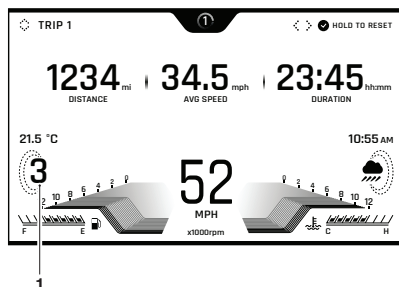 TRIP 1
1
HOLD TO RESET
1234 mi
DISTANCE
34.5 mph
AVG SPEED
23:45 hh:mm
DURATION
21.5 °C
10:55 AM
3
12 10 8 6 4 2 0
52
MPH
x1000rpm
0 2 4 6 8 10 12
F E
C H
1